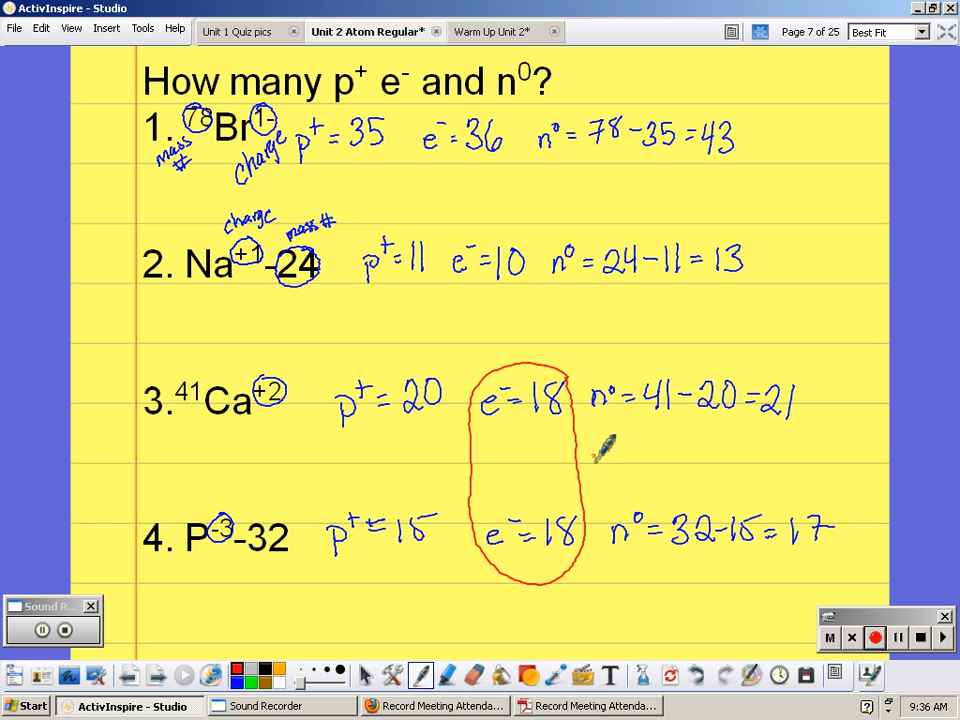 ActivInspire - Studio
File Edit View Insert Tools Help Unit 1 Quiz pics Unit 2 Atom Regular* Warm Up Unit 2* Page 7 of 25 Best Fit
How many p⁺ e⁻ and n⁰?
1. ⁷⁸Br¹⁻ p⁺ = 35 e⁻ = 36 n⁰ = 78 - 35 = 43
mass # charge
charge mass #
2. Na⁺¹-24 p⁺ = 11 e⁻ = 10 n⁰ = 24 - 11 = 13
3. ⁴¹Ca⁺² p⁺ = 20 e⁻ = 18 n⁰ = 41 - 20 = 21
4. P⁻³-32 p⁺ = 15 e⁻ = 18 n⁰ = 32 - 15 = 17
Sound R...
M
Start ActivInspire - Studio Sound Recorder Record Meeting Attenda... Record Meeting Attenda... 9:36 AM